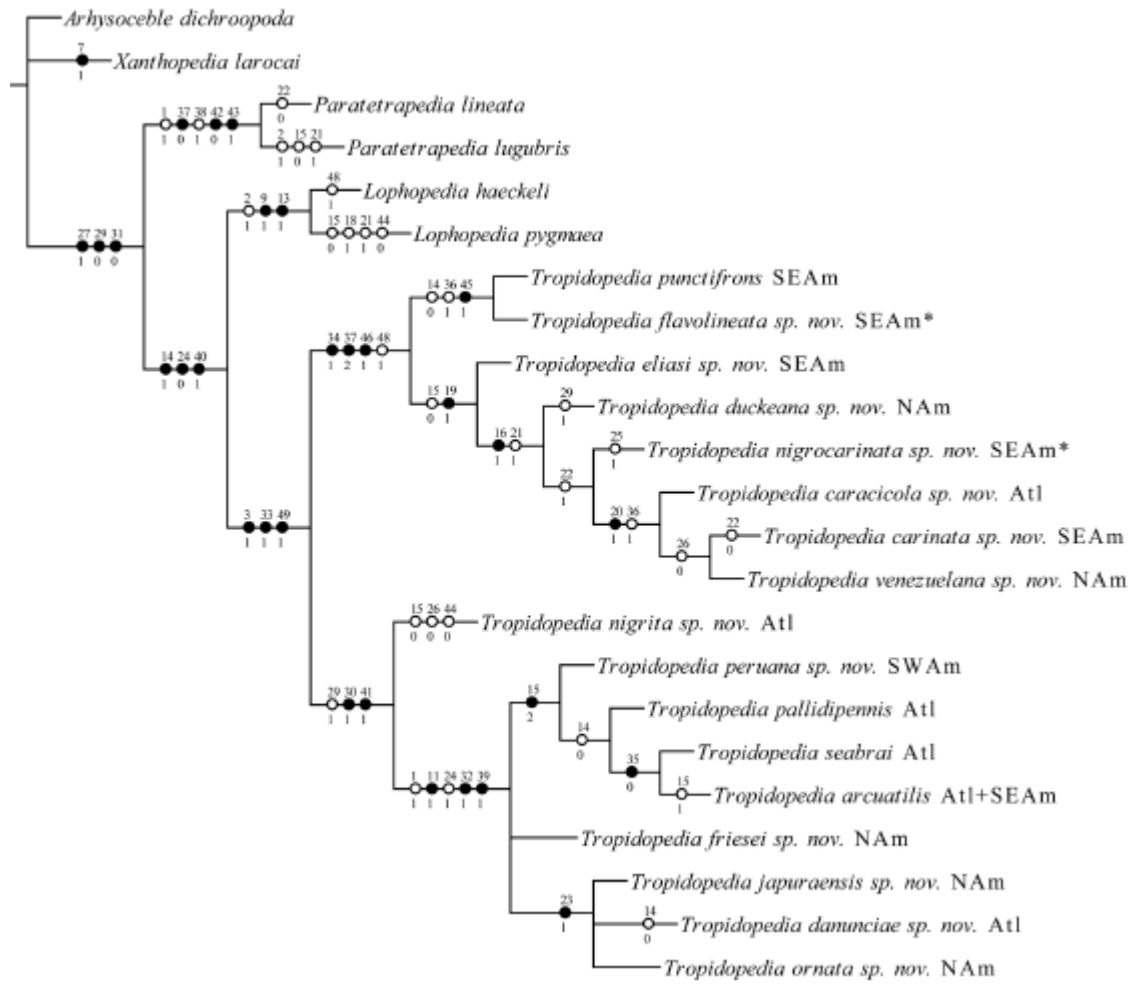 Arhysoceble dichroopoda
7
Xanthopedia larocai
1
22
Paratetrapedia lineata
0
1 37 38 42 43
1 0 1 0 1
2 15 21
Paratetrapedia lugubris
1 0 1
48
Lophopedia haeckeli
1
2 9 13
1 1 1
15 18 21 44
Lophopedia pygmaea
0 1 1 0
27 29 31
1 0 0
Tropidopedia punctifrons SEAm
14 36 45
0 1 1
Tropidopedia flavolineata sp. nov. SEAm*
34 37 46 48
1 2 1 1
14 24 40
1 0 1
Tropidopedia eliasi sp. nov. SEAm
15 19
0 1
29
Tropidopedia duckeana sp. nov. NAm
1
16 21
1 1
25
Tropidopedia nigrocarinata sp. nov. SEAm*
1
22
1
Tropidopedia caracicola sp. nov. Atl
20 36
1 1
22
Tropidopedia carinata sp. nov. SEAm
0
26
0
Tropidopedia venezuelana sp. nov. NAm
3 33 49
1 1 1
15 26 44
Tropidopedia nigrita sp. nov. Atl
0 0 0
Tropidopedia peruana sp. nov. SWAm
29 30 41
1 1 1
15
2
Tropidopedia pallidipennis Atl
14
0
Tropidopedia seabrai Atl
35
0
15
Tropidopedia arcuatilis Atl+SEAm
1
1 11 24 32 39
1 1 1 1 1
Tropidopedia friesei sp. nov. NAm
Tropidopedia japuraensis sp. nov. NAm
23
1
14
Tropidopedia danunciae sp. nov. Atl
0
Tropidopedia ornata sp. nov. NAm